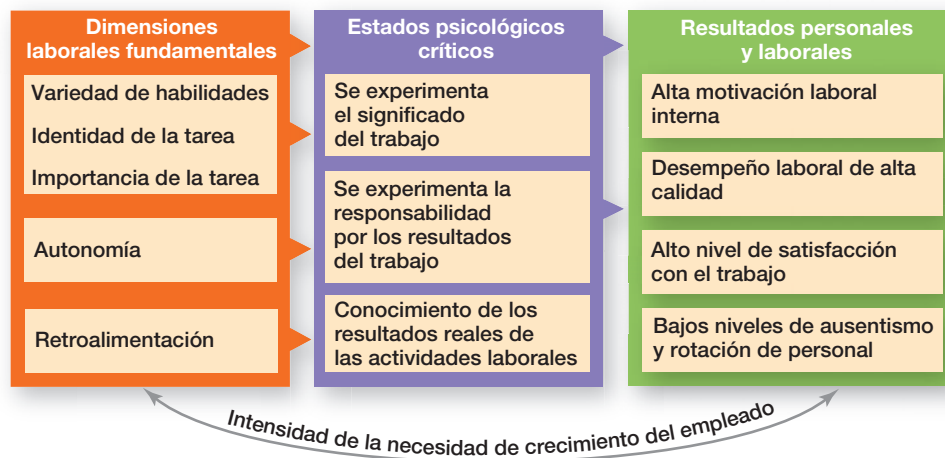 Dimensiones
laborales fundamentales
Variedad de habilidades
Identidad de la tarea
Importancia de la tarea
Autonomía
Retroalimentación
Estados psicológicos
críticos
Se experimenta
el significado
del trabajo
Se experimenta la
responsabilidad
por los resultados
del trabajo
Conocimiento de los
resultados reales de
las actividades laborales
Resultados personales
y laborales
Alta motivación laboral
interna
Desempeño laboral de alta
calidad
Alto nivel de satisfacción
con el trabajo
Bajos niveles de ausentismo
y rotación de personal
Intensidad de la necesidad de crecimiento del empleado